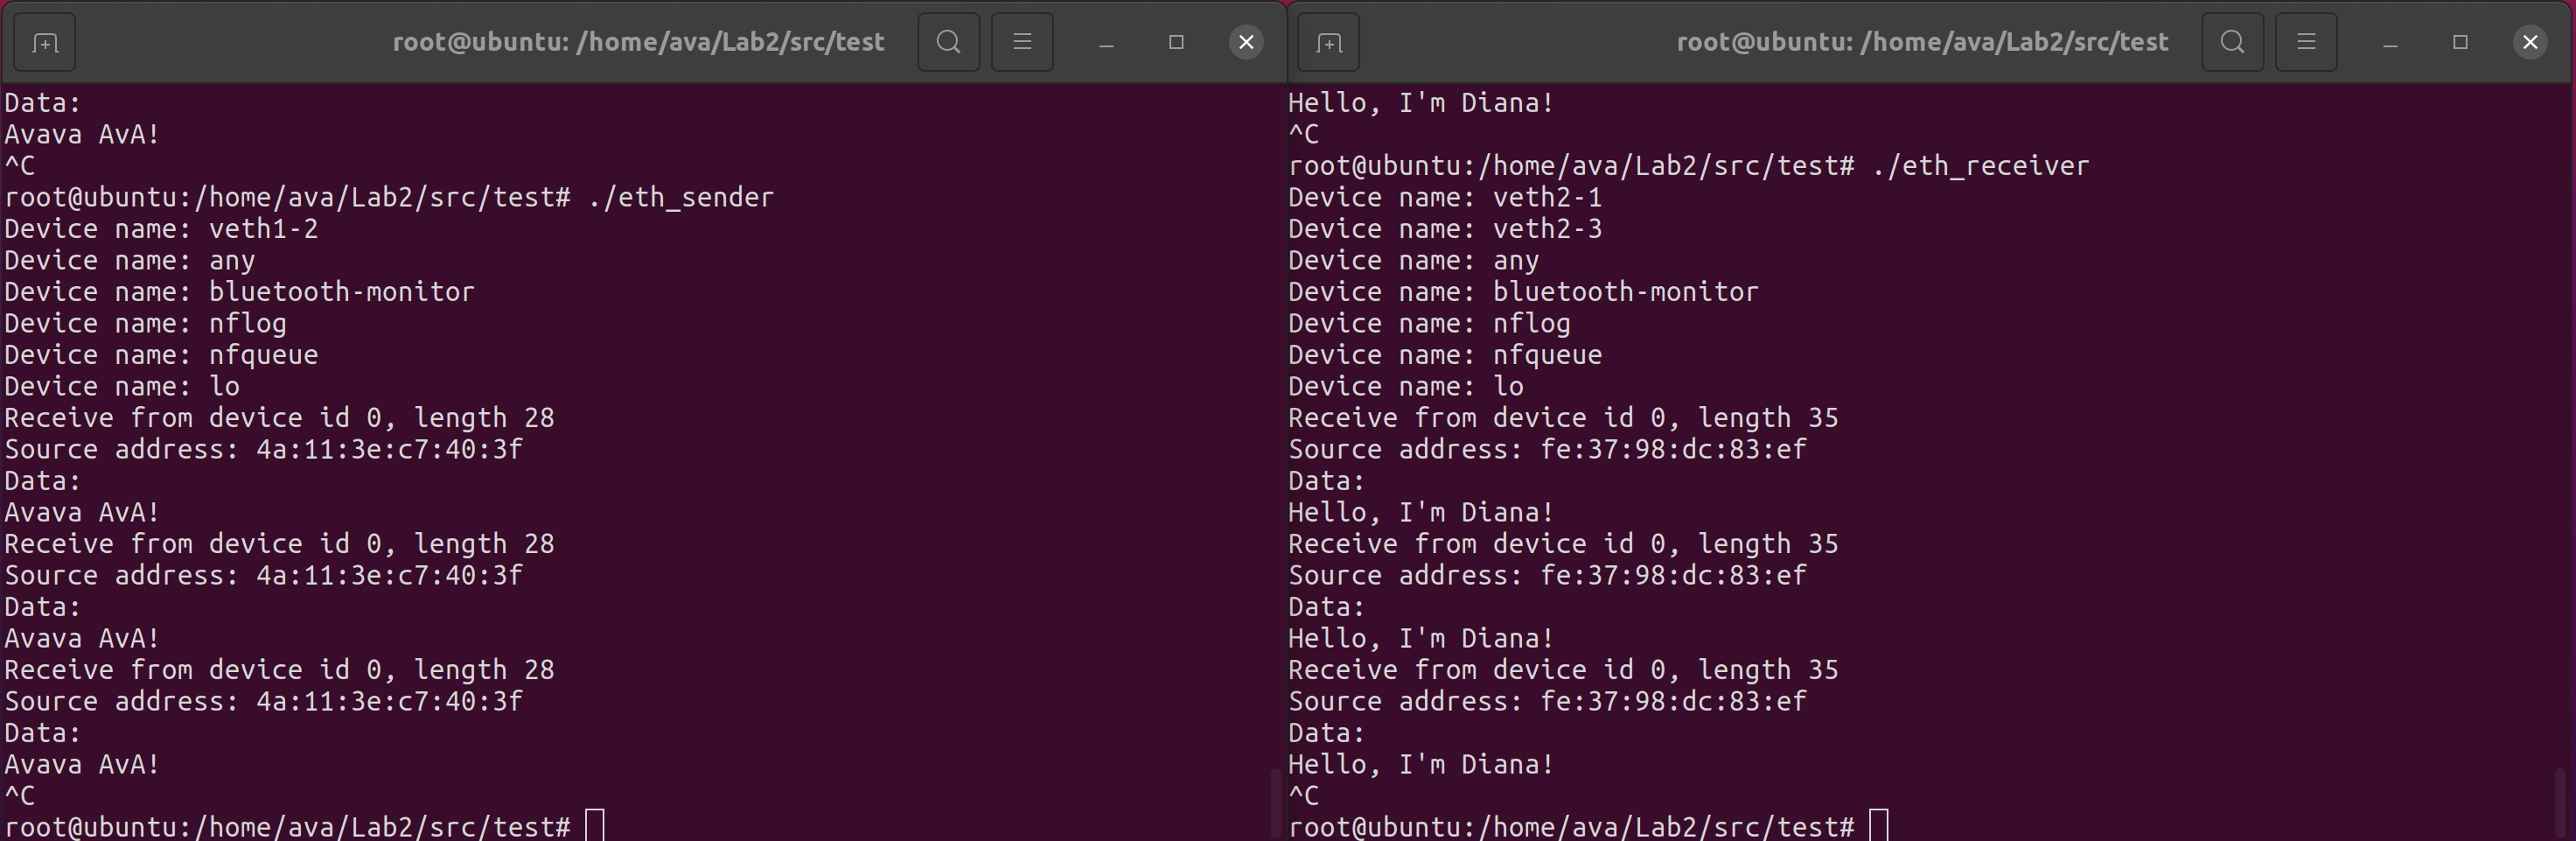 root@ubuntu: /home/ava/Lab2/src/test
Data:
Avava AvA!
^C
root@ubuntu:/home/ava/Lab2/src/test# ./eth_sender
Device name: veth1-2
Device name: any
Device name: bluetooth-monitor
Device name: nflog
Device name: nfqueue
Device name: lo
Receive from device id 0, length 28
Source address: 4a:11:3e:c7:40:3f
Data:
Avava AvA!
Receive from device id 0, length 28
Source address: 4a:11:3e:c7:40:3f
Data:
Avava AvA!
Receive from device id 0, length 28
Source address: 4a:11:3e:c7:40:3f
Data:
Avava AvA!
^C
root@ubuntu:/home/ava/Lab2/src/test#
root@ubuntu: /home/ava/Lab2/src/test
Hello, I'm Diana!
^C
root@ubuntu:/home/ava/Lab2/src/test# ./eth_receiver
Device name: veth2-1
Device name: veth2-3
Device name: any
Device name: bluetooth-monitor
Device name: nflog
Device name: nfqueue
Device name: lo
Receive from device id 0, length 35
Source address: fe:37:98:dc:83:ef
Data:
Hello, I'm Diana!
Receive from device id 0, length 35
Source address: fe:37:98:dc:83:ef
Data:
Hello, I'm Diana!
Receive from device id 0, length 35
Source address: fe:37:98:dc:83:ef
Data:
Hello, I'm Diana!
^C
root@ubuntu:/home/ava/Lab2/src/test#